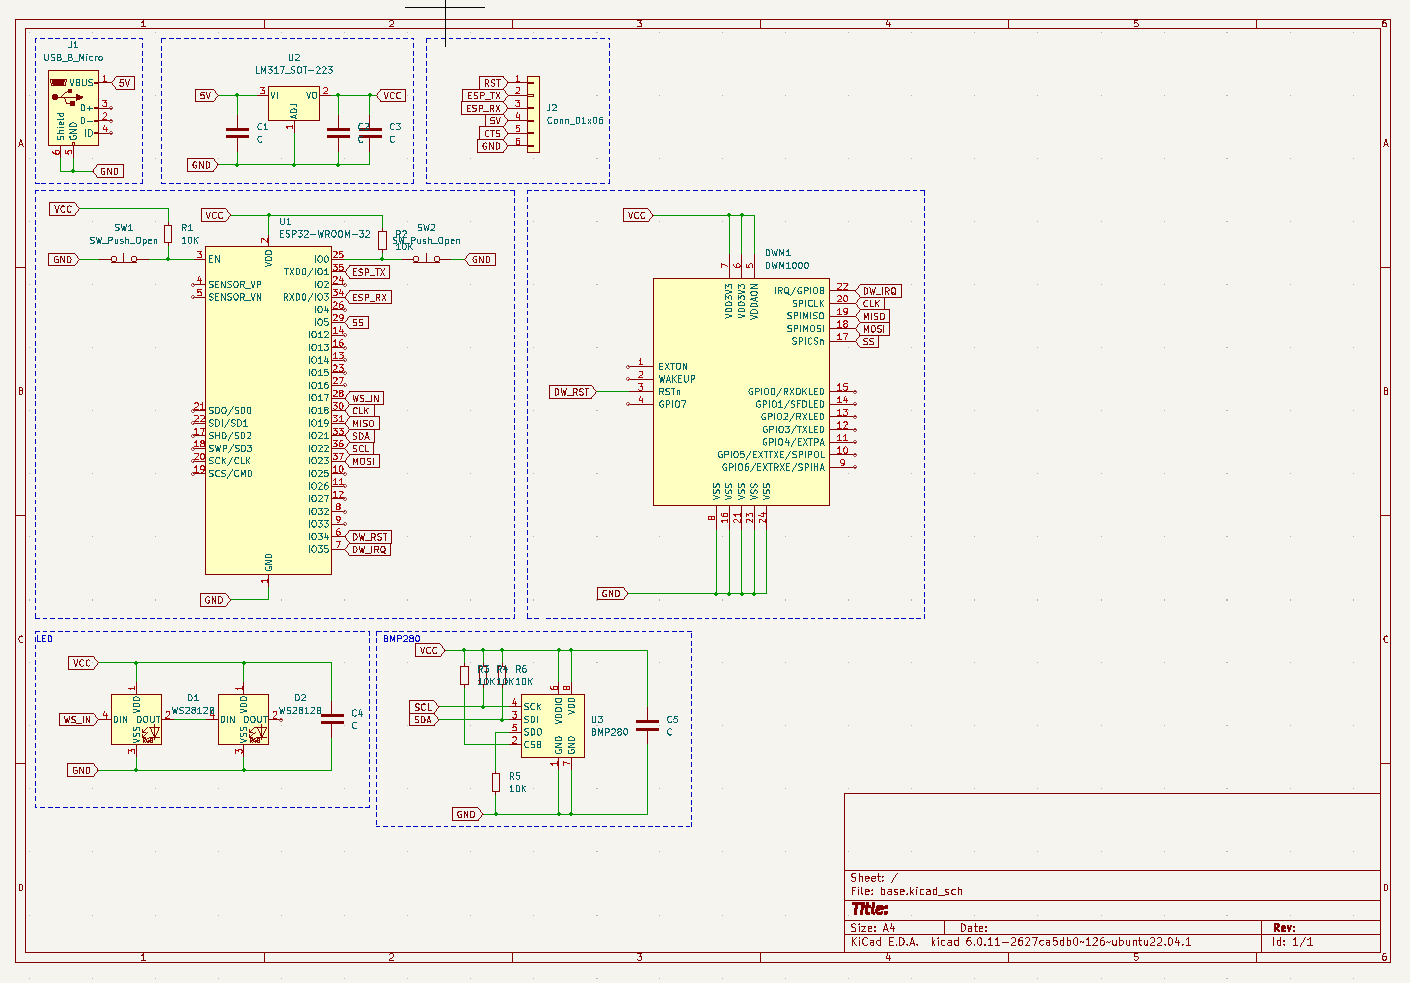 1 2 3 4 5 6
A B C D
J1
USB_B_Micro
VBUS 1 5V
D+ 3
D- 2
ID 4
Shield GND
6 5
GND
U2
LM317_SOT-223
5V 3 VI VO 2 VCC
ADJ
1
C1
C
C2
C
C3
C
GND
RST 1
ESP_TX 2
ESP_RX 3
5V 4
CTS 5
GND 6
J2
Conn_01x06
VCC
SW1
SW_Push_Open
R1
10K
GND
VCC
U1
ESP32-WROOM-32
2
VDD
R2
10K
SW2
SW_Push_Open
GND
3 EN
4 SENSOR_VP
5 SENSOR_VN
21 SDO/SD0
22 SDI/SD1
17 SHD/SD2
18 SWP/SD3
20 SCK/CLK
19 SCS/CMD
IO0 25
TXD0/IO1 35 ESP_TX
IO2 24
RXD0/IO3 34 ESP_RX
IO4 26
IO5 29 SS
IO12 14
IO13 16
IO14 13
IO15 23
IO16 27
IO17 28 WS_IN
IO18 30 CLK
IO19 31 MISO
IO21 33 SDA
IO22 36 SCL
IO23 37 MOSI
IO25 10
IO26 11
IO27 12
IO32 8
IO33 9
IO34 6 DW_RST
IO35 7 DW_IRQ
GND
1
GND
VCC
DWM1
DWM1000
7 6 5
VDD3V3 VDD3V3 VDDAON
1 EXTON
2 WAKEUP
DW_RST 3 RSTn
4 GPIO7
IRQ/GPIO8 22 DW_IRQ
SPICLK 20 CLK
SPIMISO 19 MISO
SPIMOSI 18 MOSI
SPICSn 17 SS
GPIO0/RXOKLED 15
GPIO1/SFDLED 14
GPIO2/RXLED 13
GPIO3/TXLED 12
GPIO4/EXTPA 11
GPIO5/EXTTXE/SPIPOL 10
GPIO6/EXTRXE/SPIHA 9
VSS VSS VSS VSS VSS
8 16 21 23 24
GND
LED
VCC
D1
WS2812B
D2
WS2812B
WS_IN 4 DIN DOUT 2
1 VDD
VSS 3
4 DIN DOUT 2
1 VDD
VSS 3
C4
C
GND
BMP280
VCC
R3
10K
R4
10K
R6
10K
SCL 4 SCK
SDA 3 SDI
5 SDO
2 CSB
6 8
VDDIO VDD
GND GND
1 7
U3
BMP280
C5
C
R5
10K
GND
Sheet: /
File: base.kicad_sch
Title:
Size: A4 Date: Rev:
KiCad E.D.A. kicad 6.0.11-2627ca5db0~126~ubuntu22.04.1 Id: 1/1
1 2 3 4 5 6
A B C D